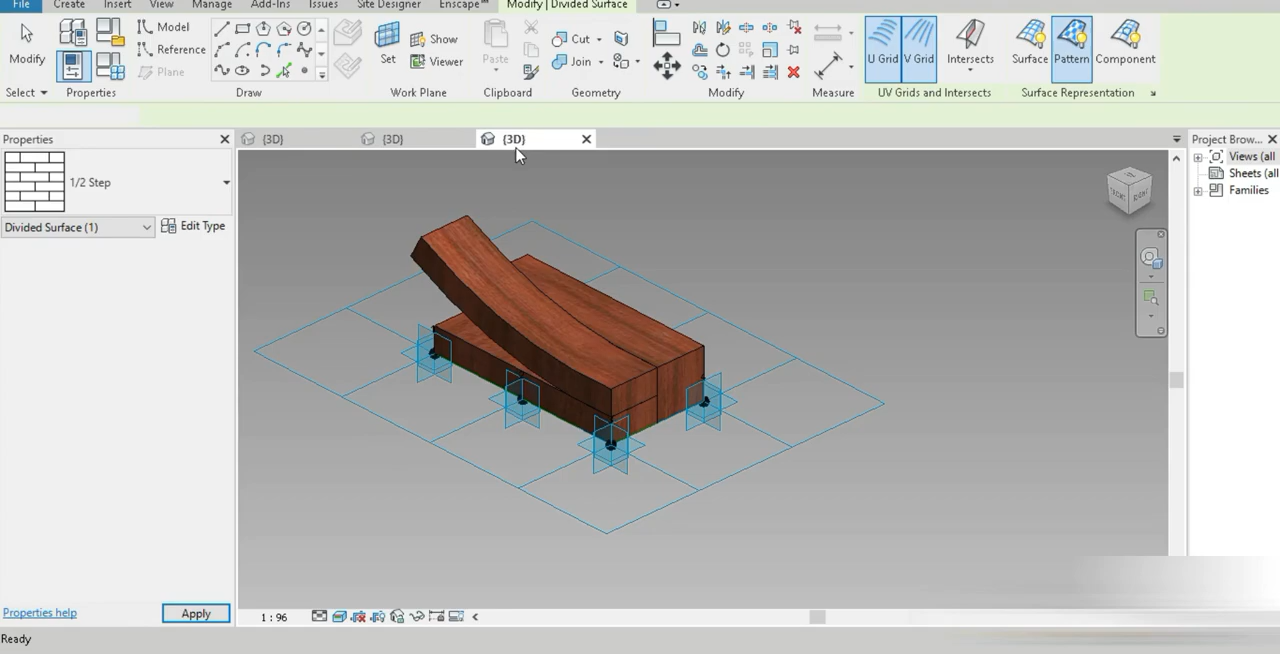 File Create Insert View Manage Add-Ins Issues Site Designer Enscape™ Modify | Divided Surface
Modify
Model
Reference
Plane
Set
Show
Viewer
Paste
Cut
Join
U Grid V Grid Intersects
Surface Pattern Component
Select Properties Draw Work Plane Clipboard Geometry Modify Measure UV Grids and Intersects Surface Representation
Properties
{3D}
{3D}
{3D}
Project Brow...
1/2 Step
Divided Surface (1)
Edit Type
Views (all
Sheets (all
Families
FRONT
RIGHT
Properties help
Apply
1 : 96
Ready